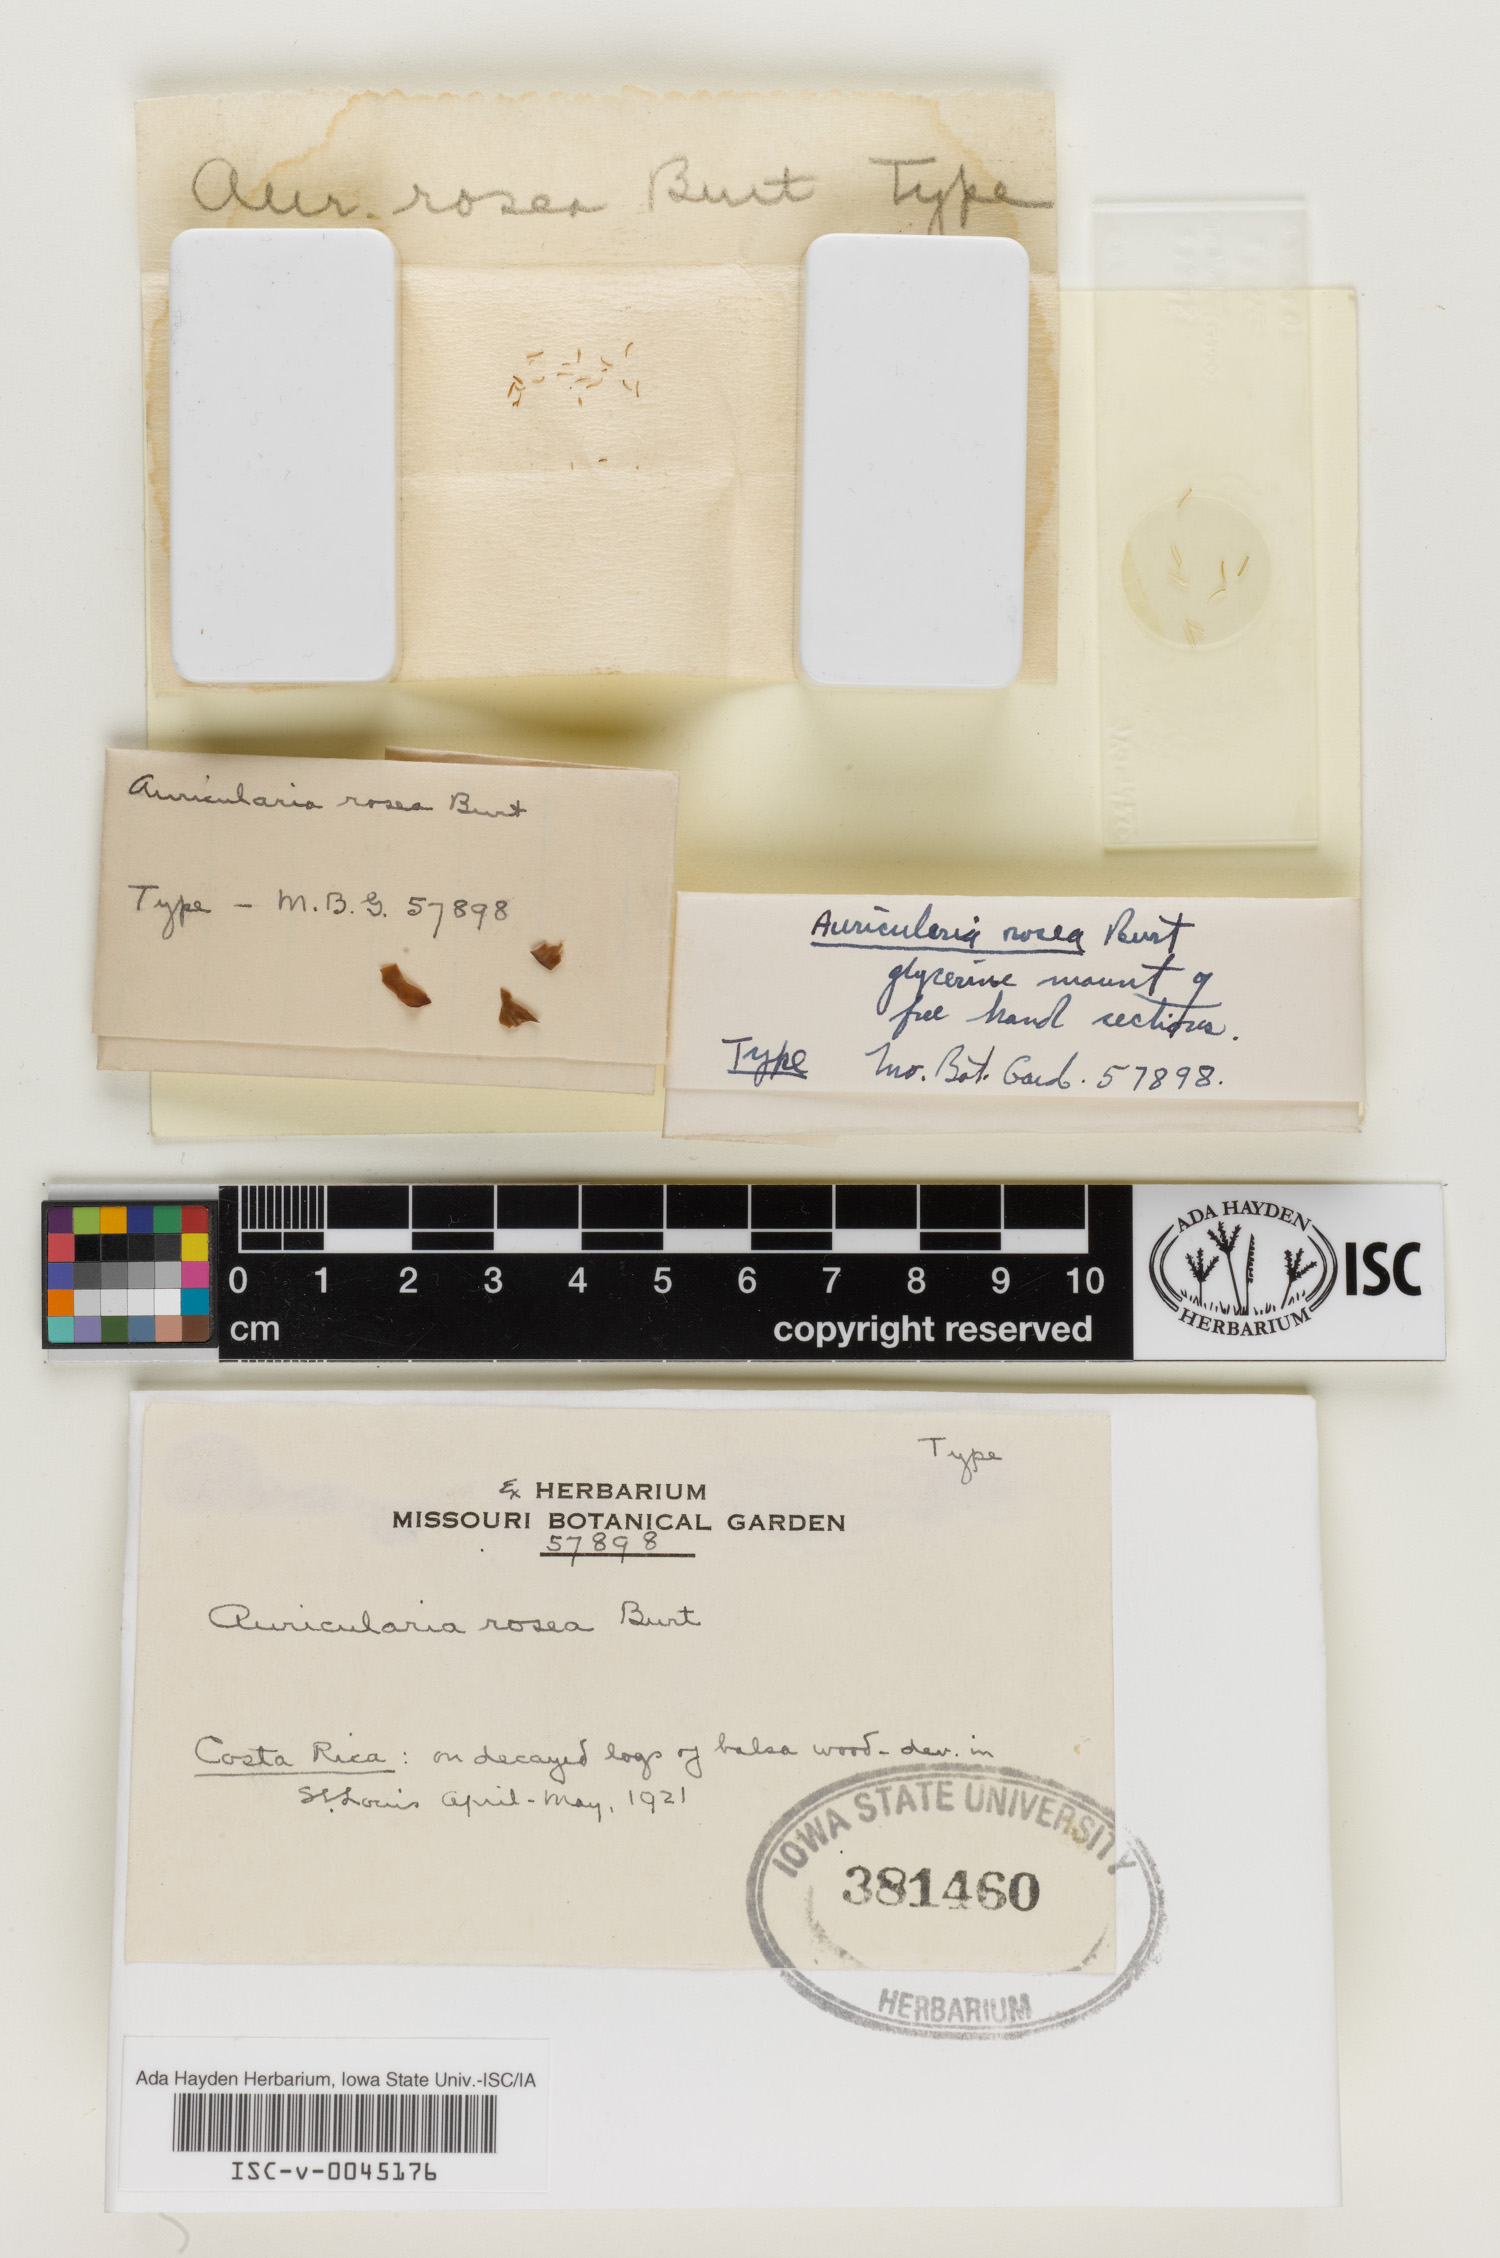 Aur. rosea Burt Type
Auricularia rosea Burt
Type - M.B.G. 57898
Auricularia rosea Burt
glycerine mount of
free hand sections.
Type Mo. Bot. Gard. 57898.
0 1 2 3 4 5 6 7 8 9 10
cm copyright reserved
ADA HAYDEN
HERBARIUM
ISC
Type
Ex HERBARIUM
MISSOURI BOTANICAL GARDEN
57898
Auricularia rosea Burt
Costa Rica: on decayed logs of balsa wood - dev. in
St. Louis April - May, 1921
IOWA STATE UNIVERSITY
381460
HERBARIUM
Ada Hayden Herbarium, Iowa State Univ.-ISC/IA
ISC-v-0045176